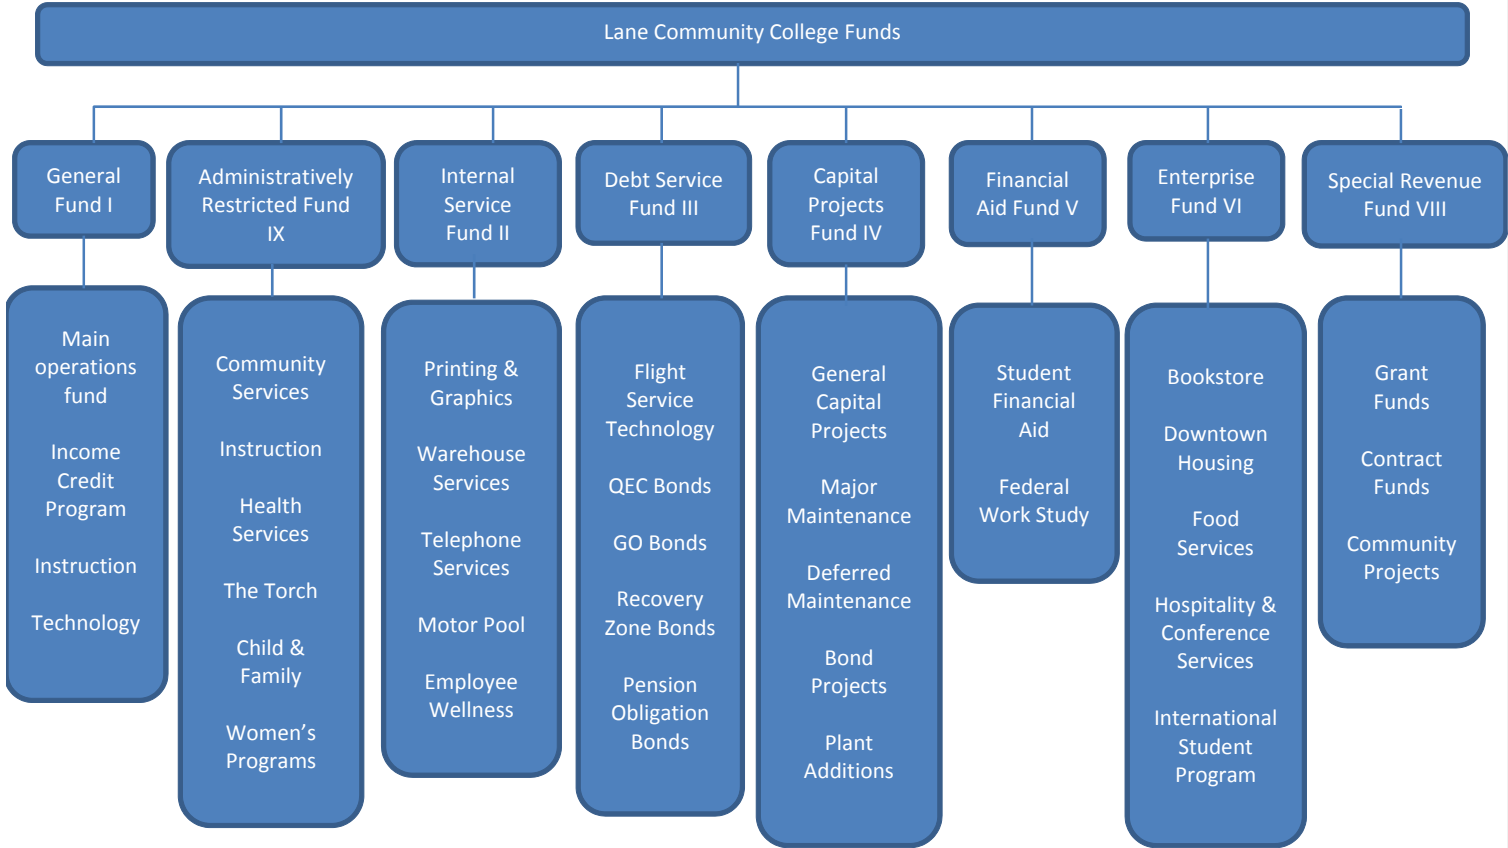 Lane Community College Funds
General
Fund I
Administratively
Restricted Fund
IX
Internal
Service
Fund II
Debt Service
Fund III
Capital
Projects
Fund IV
Financial
Aid Fund V
Enterprise
Fund VI
Special Revenue
Fund VIII
Main
operations
fund
Income
Credit
Program
Instruction
Technology
Community
Services
Instruction
Health
Services
The Torch
Child &
Family
Women’s
Programs
Printing &
Graphics
Warehouse
Services
Telephone
Services
Motor Pool
Employee
Wellness
Flight
Service
Technology
QEC Bonds
GO Bonds
Recovery
Zone Bonds
Pension
Obligation
Bonds
General
Capital
Projects
Major
Maintenance
Deferred
Maintenance
Bond
Projects
Plant
Additions
Student
Financial
Aid
Federal
Work Study
Bookstore
Downtown
Housing
Food
Services
Hospitality &
Conference
Services
International
Student
Program
Grant
Funds
Contract
Funds
Community
Projects